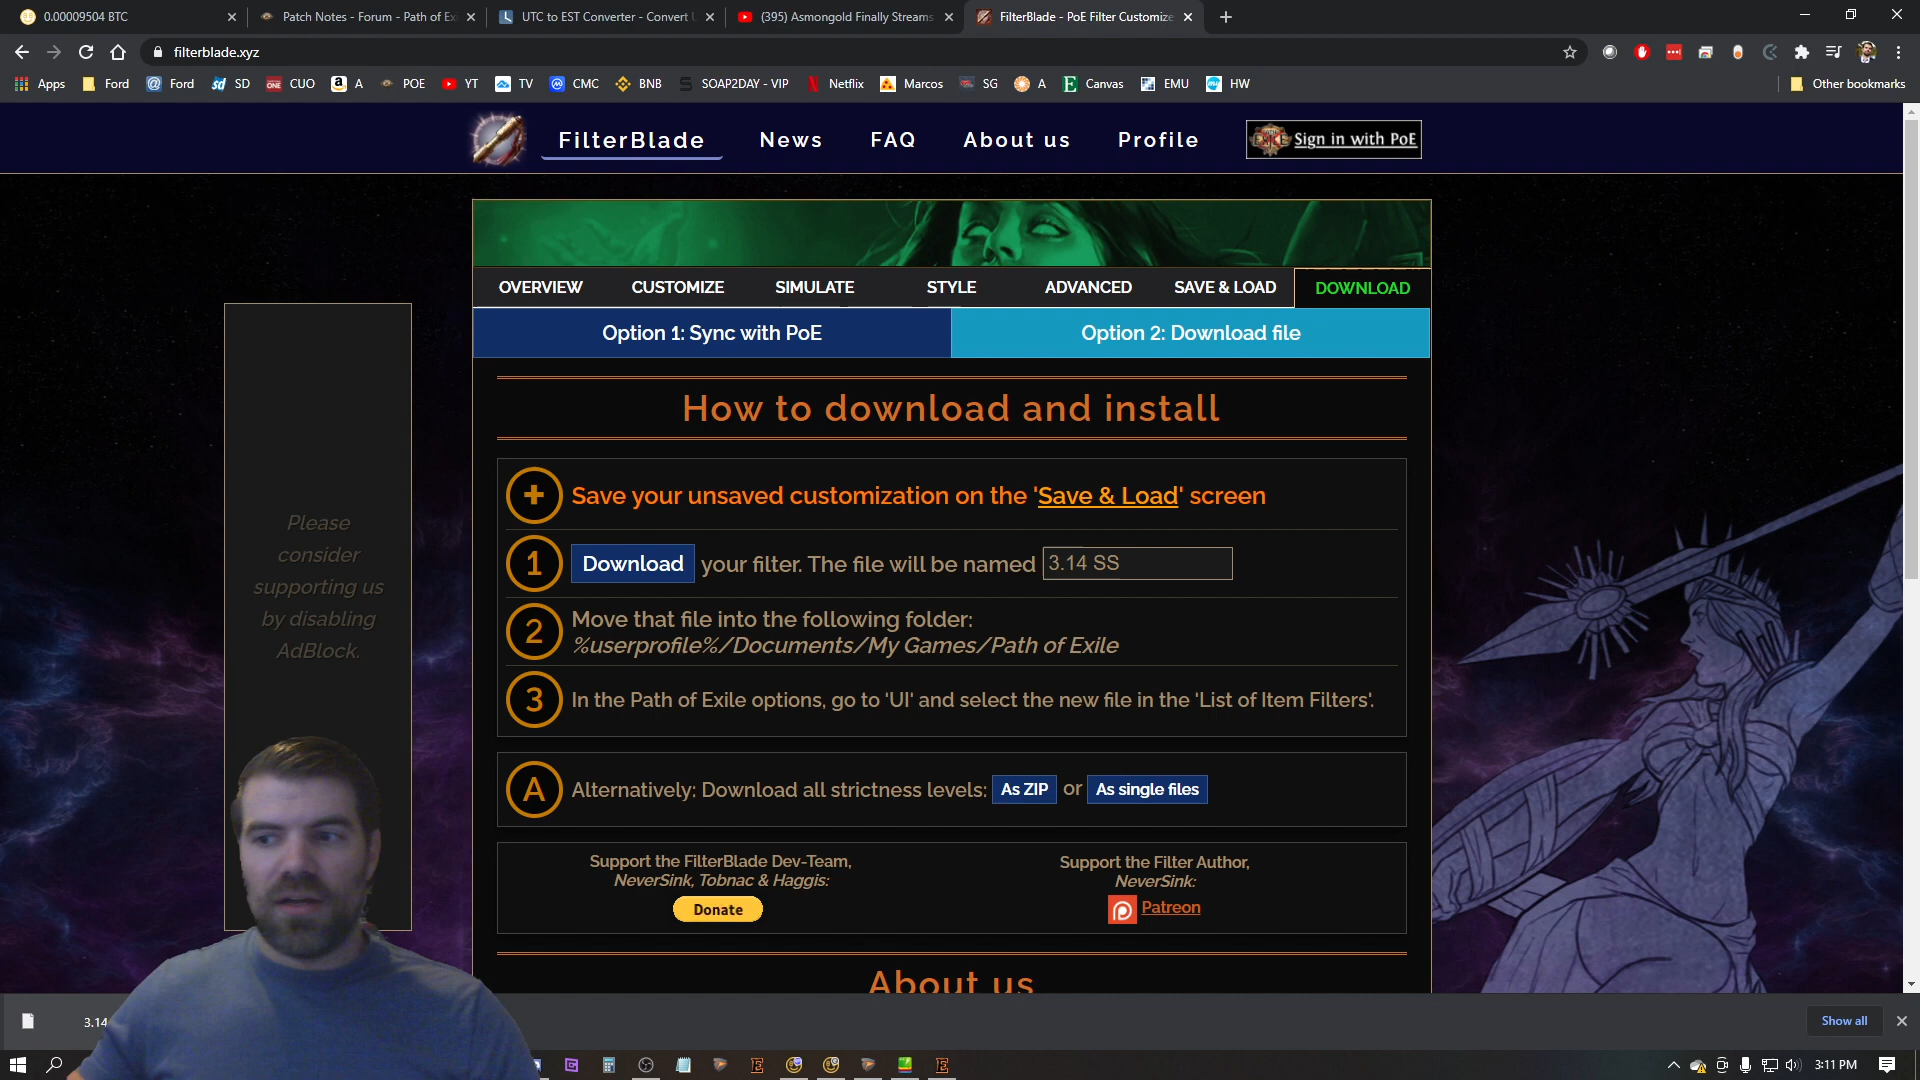 0.00009504 BTC
Patch Notes - Forum - Path of Ex
UTC to EST Converter - Convert U
(395) Asmongold Finally Streams
FilterBlade - PoE Filter Customize
filterblade.xyz
Apps
Ford
Ford
SD
CUO
A
POE
YT
TV
CMC
BNB
SOAP2DAY - VIP
Netflix
Marcos
SG
A
Canvas
EMU
HW
Other bookmarks
FilterBlade
News
FAQ
About us
Profile
Sign in with PoE
OVERVIEW
CUSTOMIZE
SIMULATE
STYLE
ADVANCED
SAVE & LOAD
DOWNLOAD
Option 1: Sync with PoE
Option 2: Download file
How to download and install
+ Save your unsaved customization on the 'Save & Load' screen
1 Download your filter. The file will be named 3.14 SS
2 Move that file into the following folder:
%userprofile%/Documents/My Games/Path of Exile
3 In the Path of Exile options, go to 'UI' and select the new file in the 'List of Item Filters'.
A Alternatively: Download all strictness levels: As ZIP or As single files
Please
consider
supporting us
by disabling
AdBlock.
Support the FilterBlade Dev-Team,
NeverSink, Tobnac & Haggis:
Donate
Support the Filter Author,
NeverSink:
Patreon
About us
3.14
Show all
3:11 PM